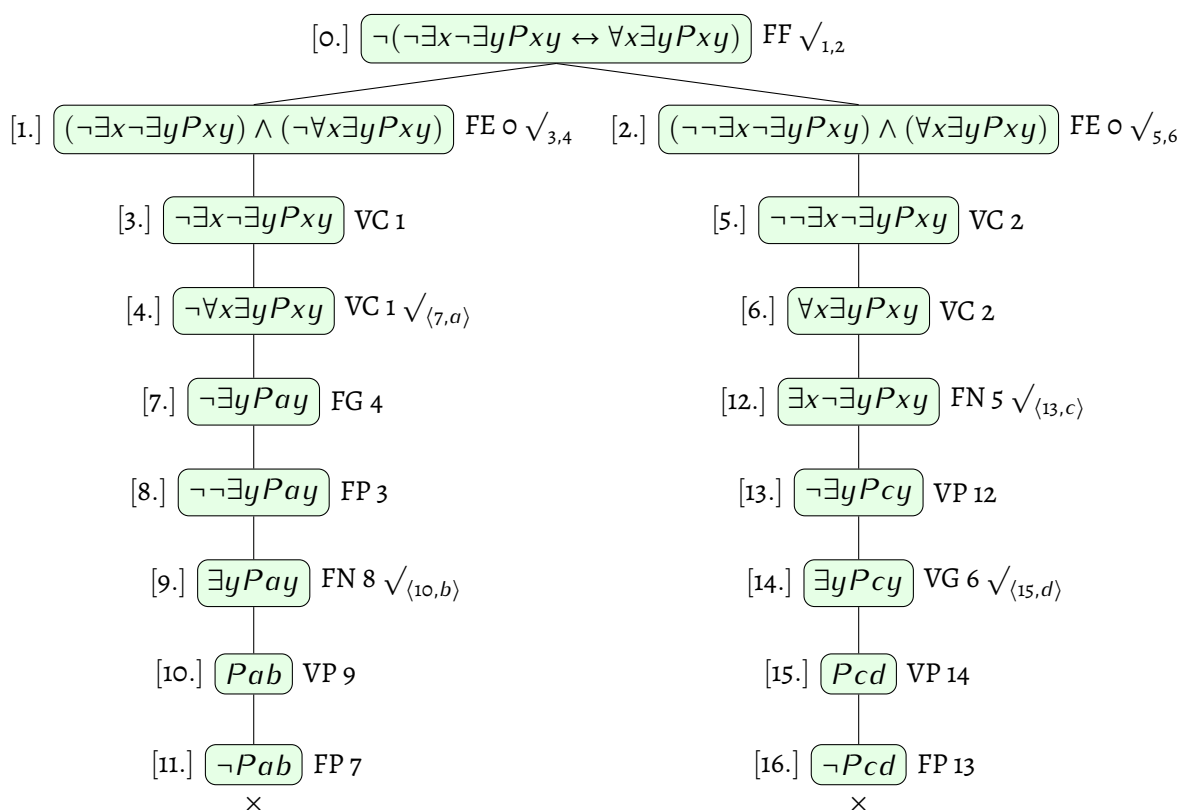 [0.] ¬(¬∃x¬∃yPxy ↔ ∀x∃yPxy) FF √1,2
[1.] (¬∃x¬∃yPxy) ∧ (¬∀x∃yPxy) FE 0 √3,4
[2.] (¬¬∃x¬∃yPxy) ∧ (∀x∃yPxy) FE 0 √5,6
[3.] ¬∃x¬∃yPxy VC 1
[5.] ¬¬∃x¬∃yPxy VC 2
[4.] ¬∀x∃yPxy VC 1 √⟨7,a⟩
[6.] ∀x∃yPxy VC 2
[7.] ¬∃yPay FG 4
[12.] ∃x¬∃yPxy FN 5 √⟨13,c⟩
[8.] ¬¬∃yPay FP 3
[13.] ¬∃yPcy VP 12
[9.] ∃yPay FN 8 √⟨10,b⟩
[14.] ∃yPcy VG 6 √⟨15,d⟩
[10.] Pab VP 9
[15.] Pcd VP 14
[11.] ¬Pab FP 7
[16.] ¬Pcd FP 13
×
×